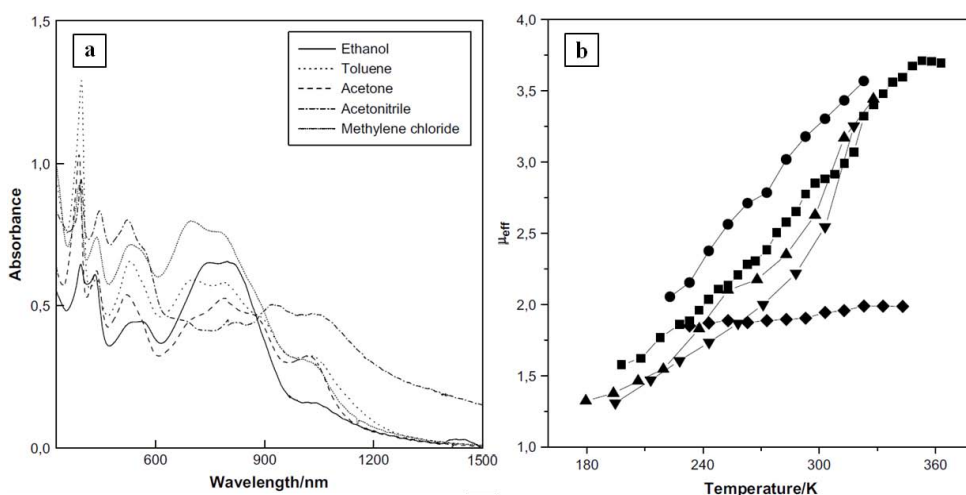 1,5
a
Ethanol
Toluene
Acetone
Acetonitrile
Methylene chloride
1,0
0,5
0,0
Absorbance
600
900
1200
1500
Wavelength/nm
b
4,0
3,5
3,0
2,5
2,0
1,5
1,0
μeff
180
240
300
360
Temperature/K